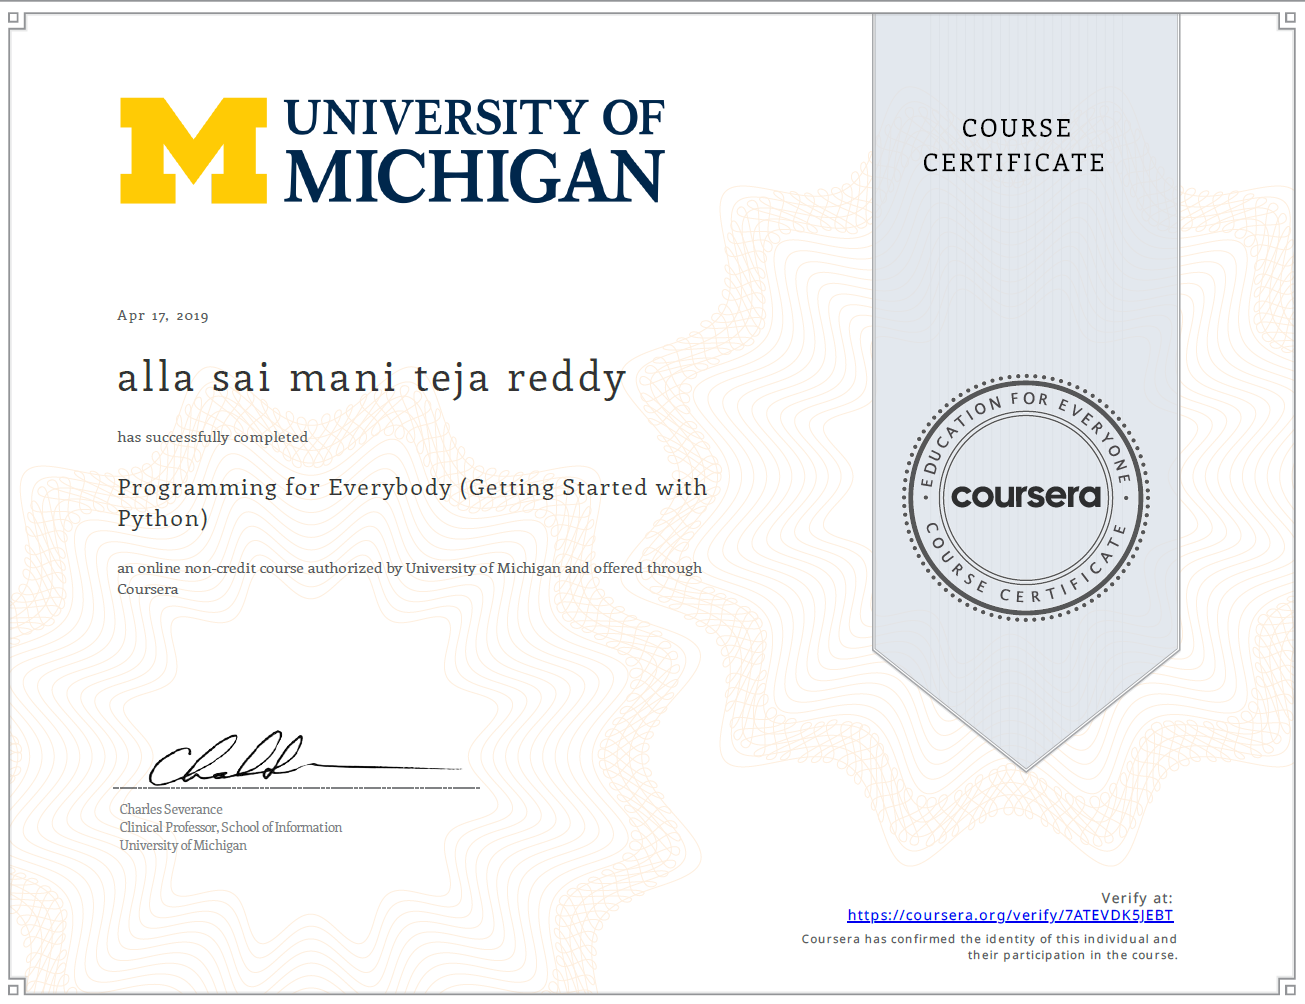 UNIVERSITY OF
MICHIGAN
COURSE
CERTIFICATE
Apr 17, 2019
alla sai mani teja reddy
has successfully completed
Programming for Everybody (Getting Started with
Python)
an online non-credit course authorized by University of Michigan and offered through
Coursera
EDUCATION FOR EVERYONE
coursera
COURSE CERTIFICATE
Charles Severance
Clinical Professor, School of Information
University of Michigan
Verify at:
https://coursera.org/verify/7ATEVDK5JEBT
Coursera has confirmed the identity of this individual and
their participation in the course.